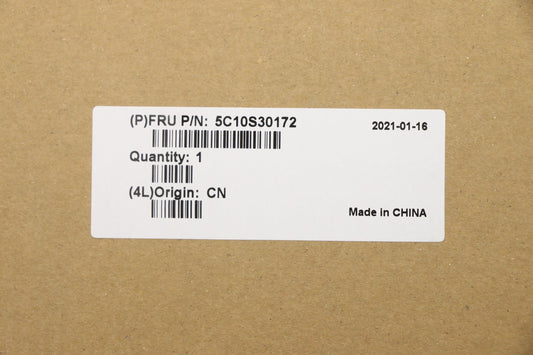 (P)FRU P/N: 5C10S30172
2021-01-16
Quantity: 1
(4L)Origin: CN
Made in CHINA